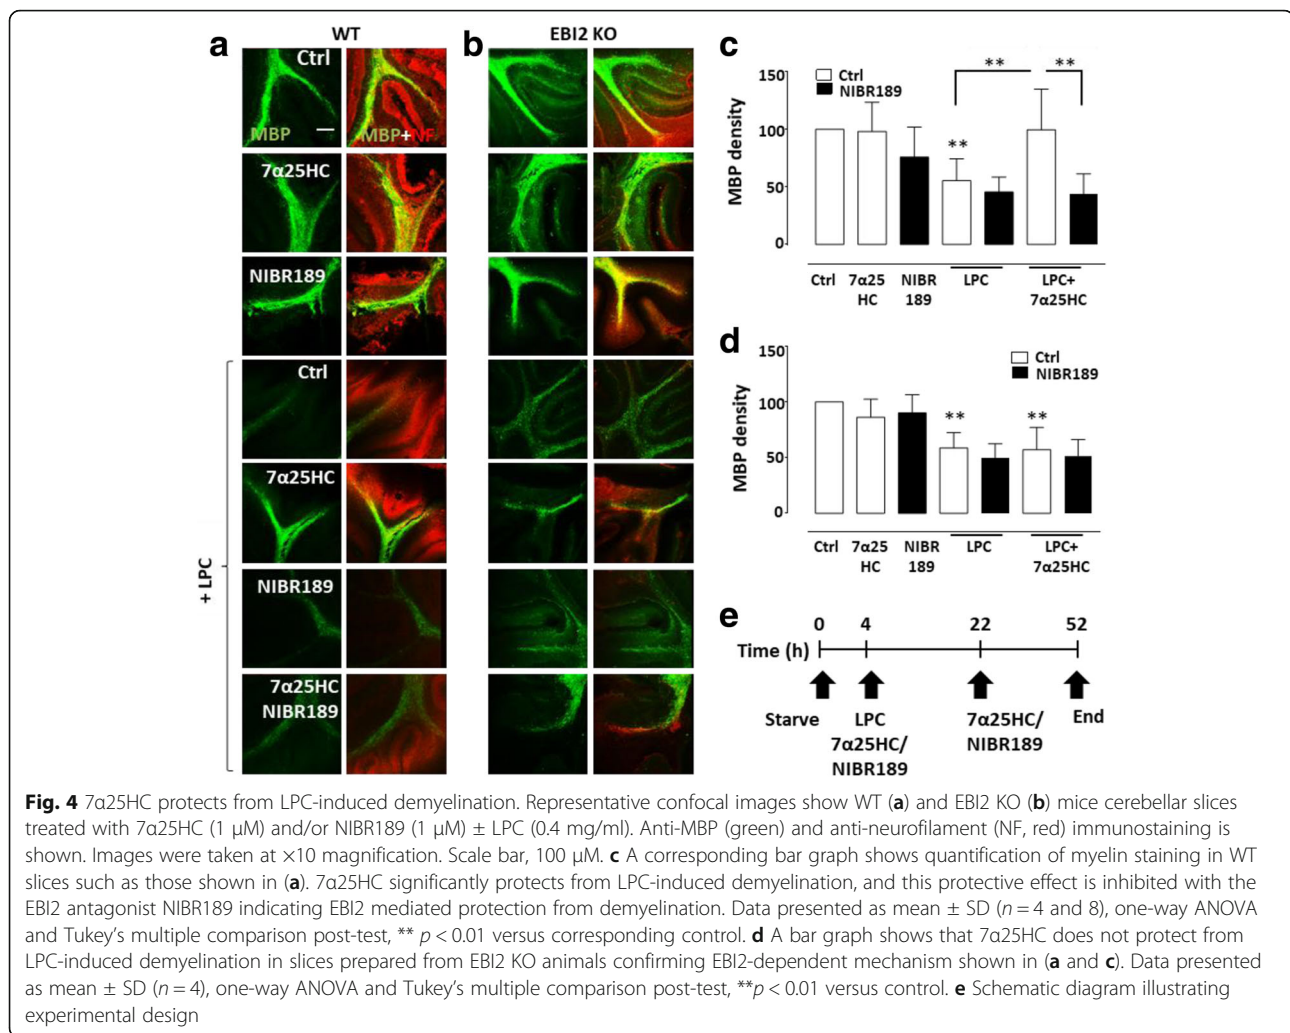 a
WT
Ctrl
MBP
MBP+NF
7α25HC
NIBR189
+ LPC
Ctrl
7α25HC
NIBR189
7α25HC
NIBR189
b
EBI2 KO
c
MBP density
150
100
50
0
Ctrl
NIBR189
**
**
**
Ctrl
7α25
HC
NIBR
189
LPC
LPC+
7α25HC
d
MBP density
150
100
50
0
Ctrl
NIBR189
**
**
Ctrl
7α25
HC
NIBR
189
LPC
LPC+
7α25HC
e
0 4 22 52
Time (h)
Starve
LPC
7α25HC/
NIBR189
7α25HC/
NIBR189
End
Fig. 4 7α25HC protects from LPC-induced demyelination. Representative confocal images show WT (a) and EBI2 KO (b) mice cerebellar slices
treated with 7α25HC (1 μM) and/or NIBR189 (1 μM) ± LPC (0.4 mg/ml). Anti-MBP (green) and anti-neurofilament (NF, red) immunostaining is
shown. Images were taken at ×10 magnification. Scale bar, 100 μM. c A corresponding bar graph shows quantification of myelin staining in WT
slices such as those shown in (a). 7α25HC significantly protects from LPC-induced demyelination, and this protective effect is inhibited with the
EBI2 antagonist NIBR189 indicating EBI2 mediated protection from demyelination. Data presented as mean ± SD (n = 4 and 8), one-way ANOVA
and Tukey's multiple comparison post-test, ** p < 0.01 versus corresponding control. d A bar graph shows that 7α25HC does not protect from
LPC-induced demyelination in slices prepared from EBI2 KO animals confirming EBI2-dependent mechanism shown in (a and c). Data presented
as mean ± SD (n = 4), one-way ANOVA and Tukey's multiple comparison post-test, **p < 0.01 versus control. e Schematic diagram illustrating
experimental design